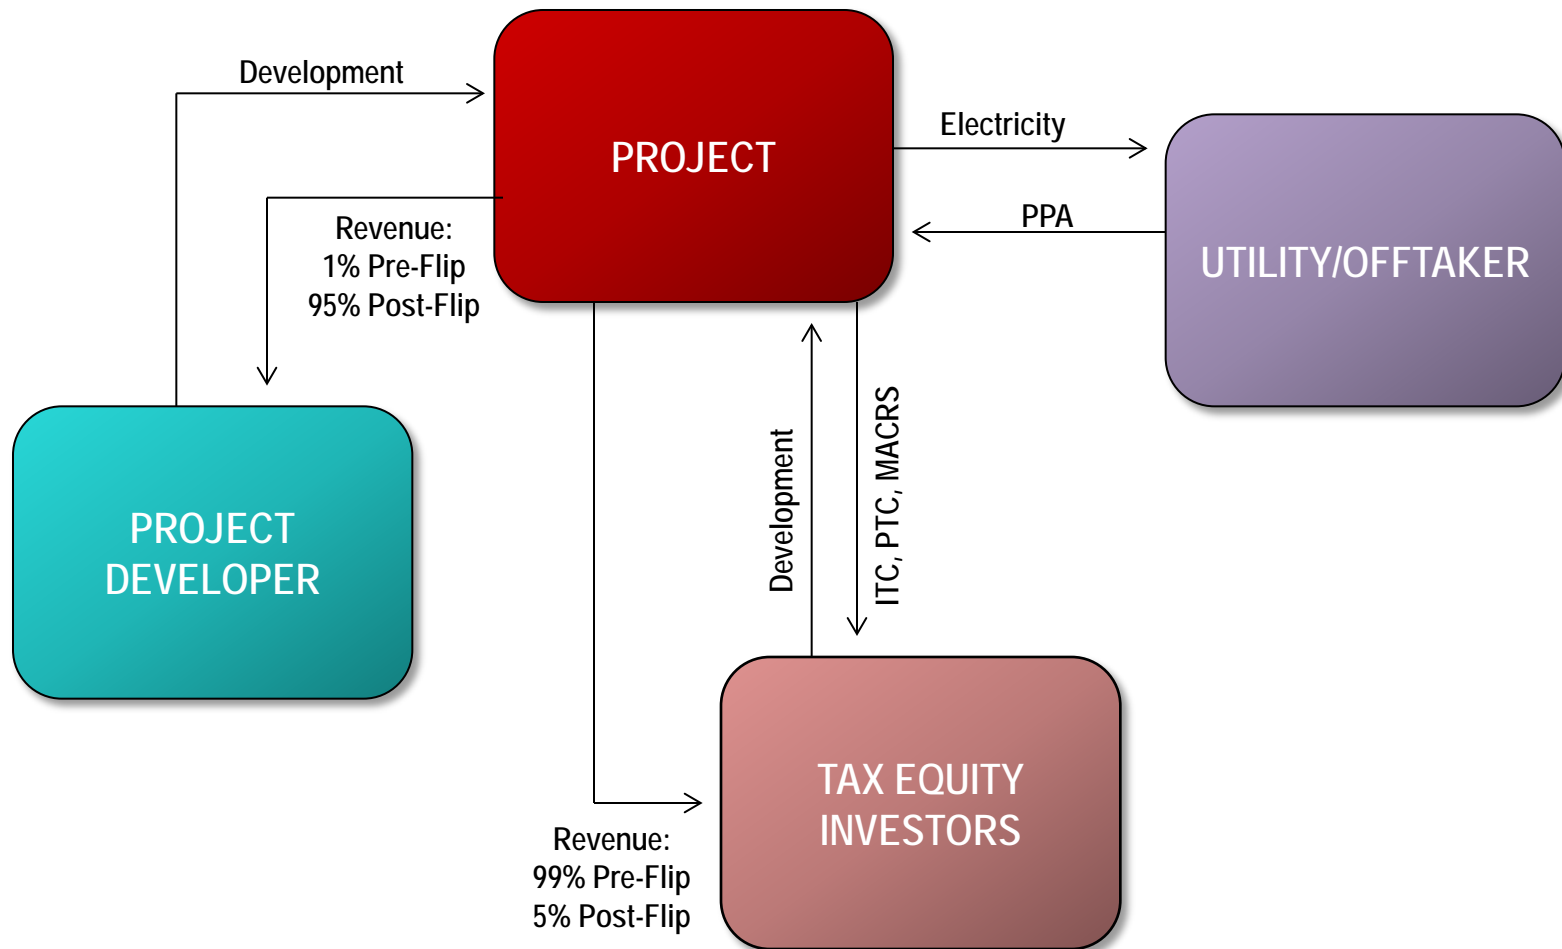 Development
PROJECT
Electricity
PPA
UTILITY/OFFTAKER
Revenue:
1% Pre-Flip
95% Post-Flip
PROJECT
DEVELOPER
Development
ITC, PTC, MACRS
TAX EQUITY
INVESTORS
Revenue:
99% Pre-Flip
5% Post-Flip